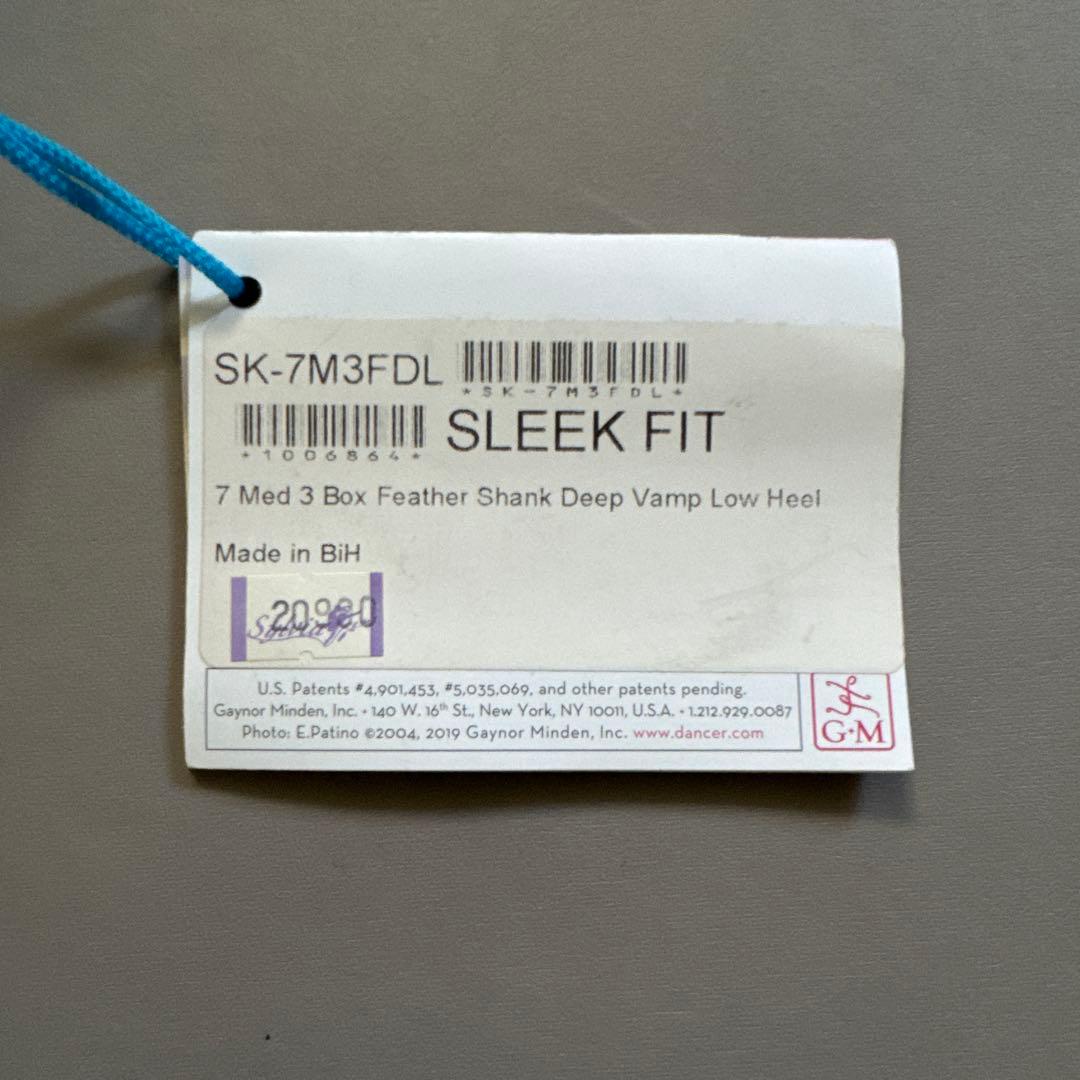 SK-7M3FDL
*SK-7M3FDL*
*1006864* SLEEK FIT
7 Med 3 Box Feather Shank Deep Vamp Low Heel
Made in BiH
Sylvia
U.S. Patents #4,901,453, #5,035,069, and other patents pending.
Gaynor Minden, Inc. • 140 W. 16th St., New York, NY 10011, U.S.A. • 1.212.929.0087
Photo: E.Patino ©2004, 2019 Gaynor Minden, Inc. www.dancer.com
G•M